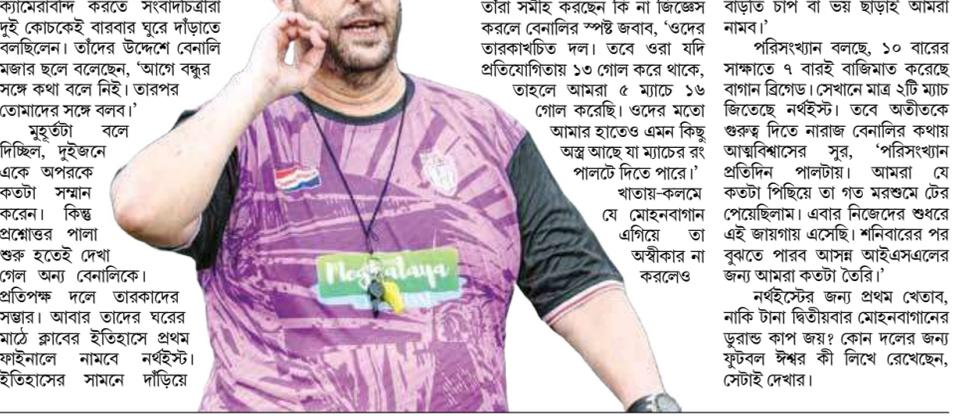 ক্যামেরাবন্দি করতে সংবাদচিত্রীরা
দুই কোচকেই বারবার ঘুরে দাঁড়াতে
বলছিলেন। তাঁদের উদ্দেশে বেনালি
মজার ছলে বলেছেন, ‘আগে বন্ধুর
সঙ্গে কথা বলে নিই। তারপর
তোমাদের সঙ্গে বলব।’
মুহূর্তটা বলে
দিচ্ছিল, দুইজনে
একে অপরকে
কতটা সম্মান
করেন। কিন্তু
প্রশ্নোত্তর পালা
শুরু হতেই দেখা
গেল অন্য বেনালিকে।
প্রতিপক্ষ দলে তারকাদের
সম্ভার। আবার তাদের ঘরের
মাঠে ক্লাবের ইতিহাসে প্রথম
ফাইনালে নামবে নর্থইস্ট।
ইতিহাসের সামনে দাঁড়িয়ে
তাঁরা সমীহ করছেন কি না জিজ্ঞেস
করলে বেনালির স্পষ্ট জবাব, ‘ওদের
তারকাখচিত দল। তবে ওরা যদি
প্রতিযোগিতায় ১৩ গোল করে থাকে,
তাহলে আমরা ৫ ম্যাচে ১৬
গোল করেছি। ওদের মতো
আমার হাতেও এমন কিছু
অস্ত্র আছে যা ম্যাচের রং
পালটে দিতে পারে।’
খাতায়-কলমে
যে মোহনবাগান
এগিয়ে তা
অস্বীকার না
করলেও
বাড়তি চাপ বা ভয় ছাড়াই আমরা
নামব।’
পরিসংখ্যান বলছে, ১০ বারের
সাক্ষাতে ৭ বারই বাজিমাত করেছে
বাগান ব্রিগেড। সেখানে মাত্র ২টি ম্যাচ
জিতেছে নর্থইস্ট। তবে অতীতকে
গুরুত্ব দিতে নারাজ বেনালির কথায়
আত্মবিশ্বাসের সুর, ‘পরিসংখ্যান
প্রতিদিন পালটায়। আমরা যে
কতটা পিছিয়ে তা গত মরশুমে টের
পেয়েছিলাম। এবার নিজেদের শুধরে
এই জায়গায় এসেছি। শনিবারের পর
বুঝতে পারব আসন্ন আইএসএলের
জন্য আমরা কতটা তৈরি।’
নর্থইস্টের জন্য প্রথম খেতাব,
নাকি টানা দ্বিতীয়বার মোহনবাগানের
ডুরান্ড কাপ জয়? কোন দলের জন্য
ফুটবল ঈশ্বর কী লিখে রেখেছেন,
সেটাই দেখার।
Meghalaya